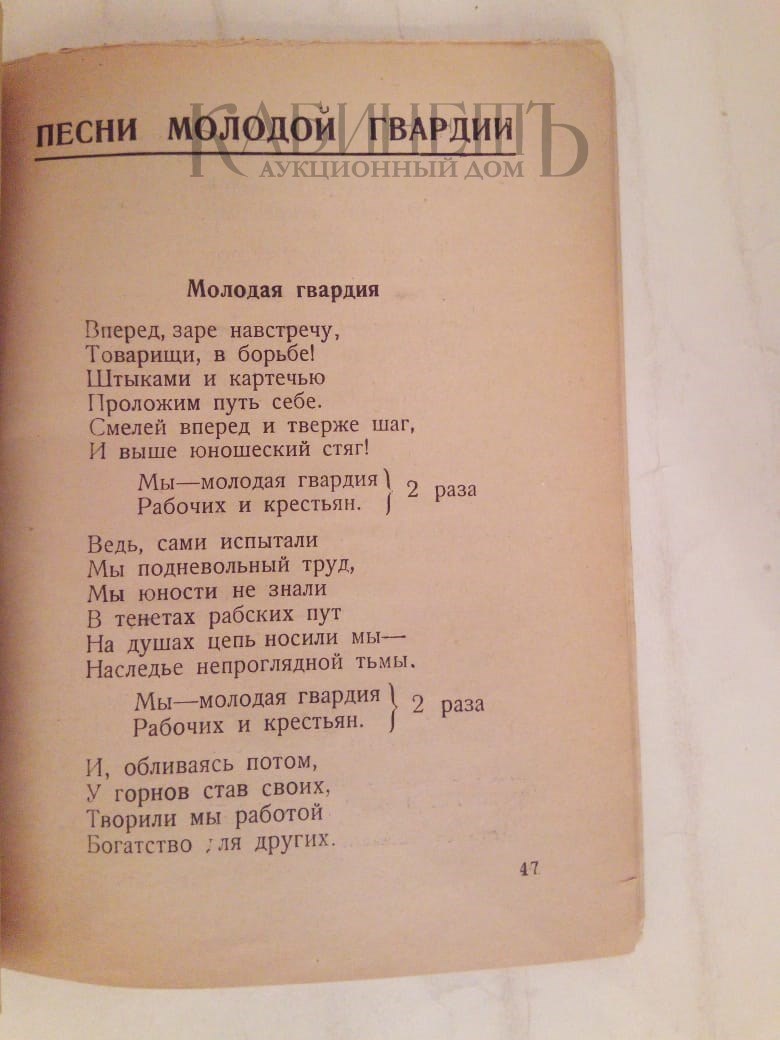 КАБИНЕТЪ
АУКЦИОННЫЙ ДОМ
ПЕСНИ МОЛОДОЙ ГВАРДИИ
Молодая гвардия
Вперед, заре навстречу,
Товарищи, в борьбе!
Штыками и картечью
Проложим путь себе.
Смелей вперед и тверже шаг,
И выше юношеский стяг!
Мы—молодая гвардия } 2 раза
Рабочих и крестьян.
Ведь, сами испытали
Мы подневольный труд,
Мы юности не знали
В тенетах рабских пут
На душах цепь носили мы—
Наследье непроглядной тьмы.
Мы—молодая гвардия } 2 раза
Рабочих и крестьян.
И, обливаясь потом,
У горнов став своих,
Творили мы работой
Богатство для других.
47